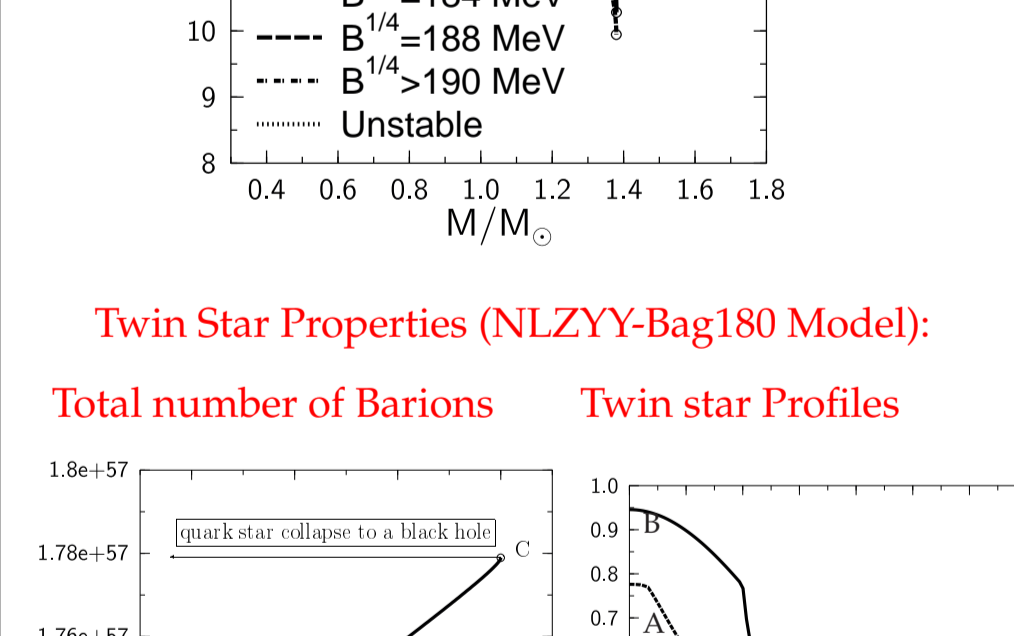 10
B^1/4=188 MeV
B^1/4>190 MeV
9
Unstable
8
0.4 0.6 0.8 1.0 1.2 1.4 1.6 1.8
M/M☉
Twin Star Properties (NLZYY-Bag180 Model):
Total number of Barions
Twin star Profiles
1.8e+57
quark star collapse to a black hole
C
1.78e+57
1.0
B
0.9
0.8
0.7
A